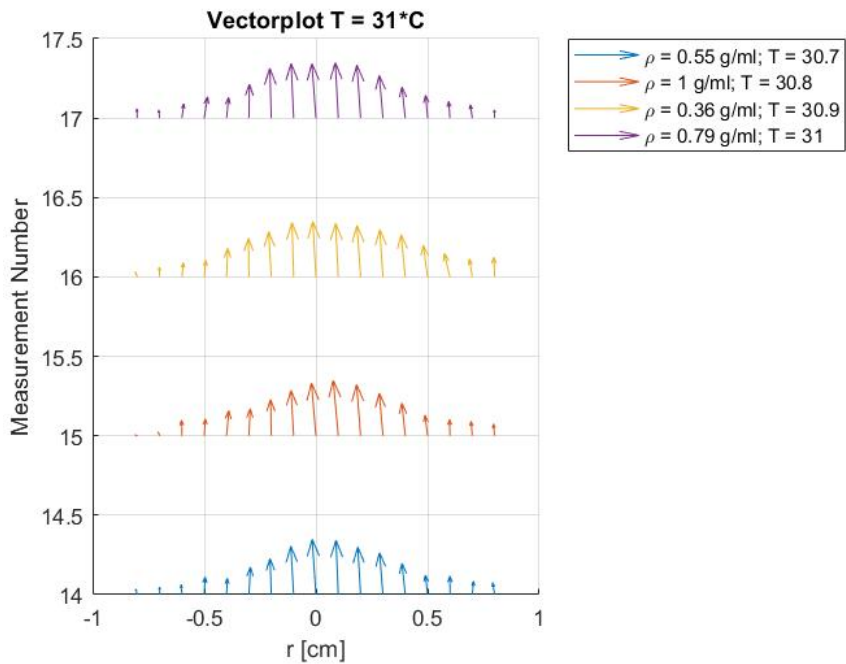 Vectorplot T = 31*C
17.5
17
16.5
16
15.5
15
14.5
14
Measurement Number
-1
-0.5
0
0.5
1
r [cm]
ρ = 0.55 g/ml; T = 30.7
ρ = 1 g/ml; T = 30.8
ρ = 0.36 g/ml; T = 30.9
ρ = 0.79 g/ml; T = 31